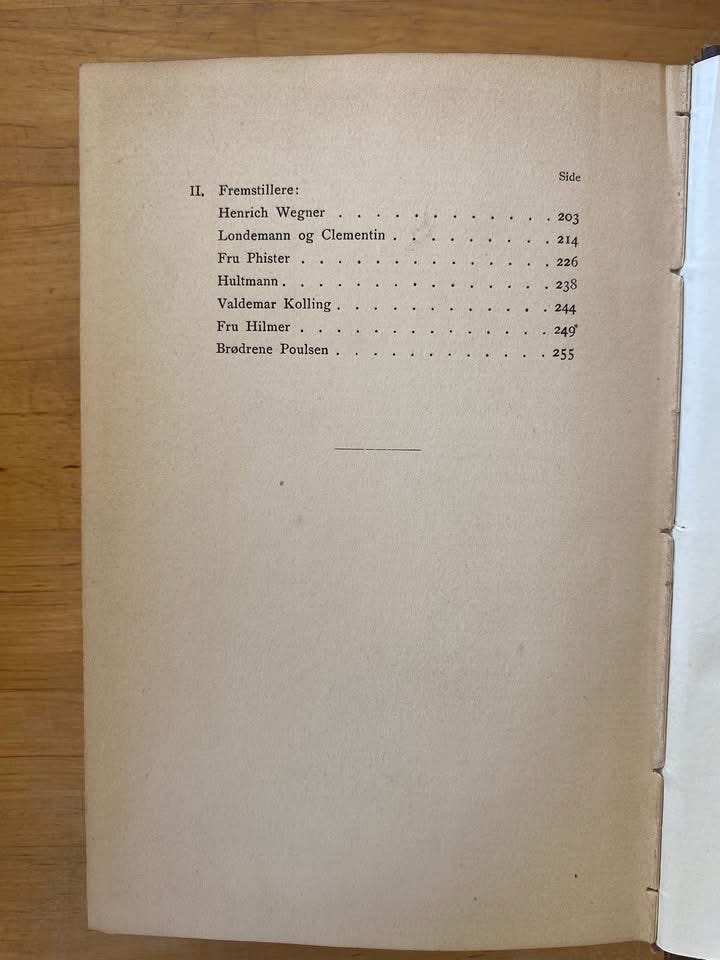 Side
II. Fremstillere:
Henrich Wegner . . . . . . . . . . . . 203
Londemann og Clementin . . . . . . . . . 214
Fru Phister . . . . . . . . . . . . . . 226
Hultmann . . . . . . . . . . . . . . . 238
Valdemar Kolling . . . . . . . . . . . . 244
Fru Hilmer . . . . . . . . . . . . . . 249
Brødrene Poulsen . . . . . . . . . . . . 255